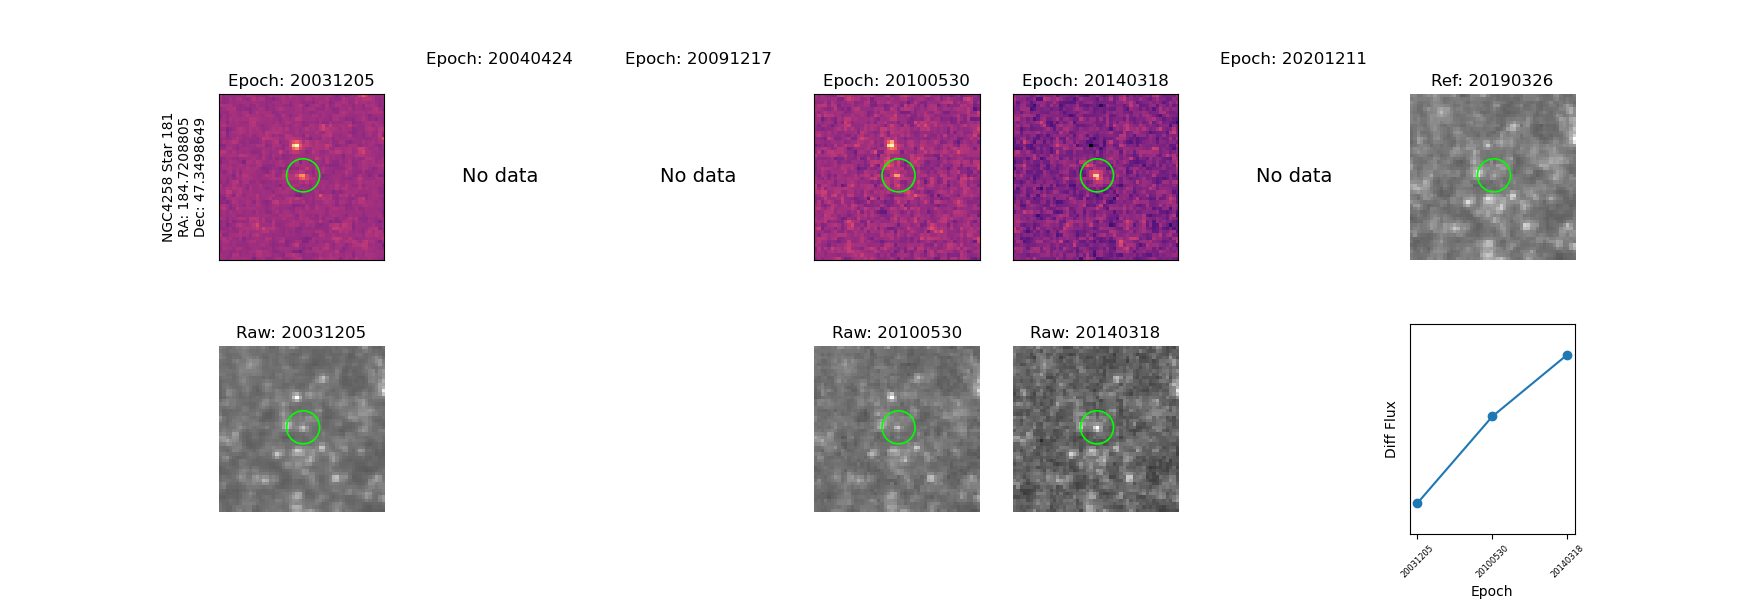 Epoch: 20040424
Epoch: 20091217
Epoch: 20201211
Epoch: 20031205
Epoch: 20100530
Epoch: 20140318
Ref: 20190326
NGC4258 Star 181
RA: 184.7208805
Dec: 47.3498649
No data
No data
No data
Raw: 20031205
Raw: 20100530
Raw: 20140318
Diff Flux
20031205
20100530
20140318
Epoch